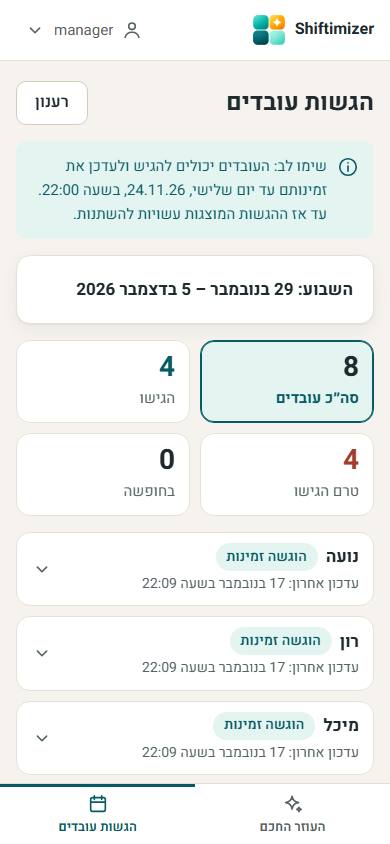 Shiftimizer
manager
הגשות עובדים
רענון
שימו לב: העובדים יכולים להגיש ולעדכן את
זמינותם עד יום שלישי, 24.11.26, בשעה 22:00.
עד אז ההגשות המוצגות עשויות להשתנות.
השבוע: 29 בנובמבר – 5 בדצמבר 2026
8
סה״כ עובדים
4
הגישו
4
טרם הגישו
0
בחופשה
נועה הוגשה זמינות
עדכון אחרון: 17 בנובמבר בשעה 22:09
רון הוגשה זמינות
עדכון אחרון: 17 בנובמבר בשעה 22:09
מיכל הוגשה זמינות
עדכון אחרון: 17 בנובמבר בשעה 22:09
העוזר החכם
הגשות עובדים